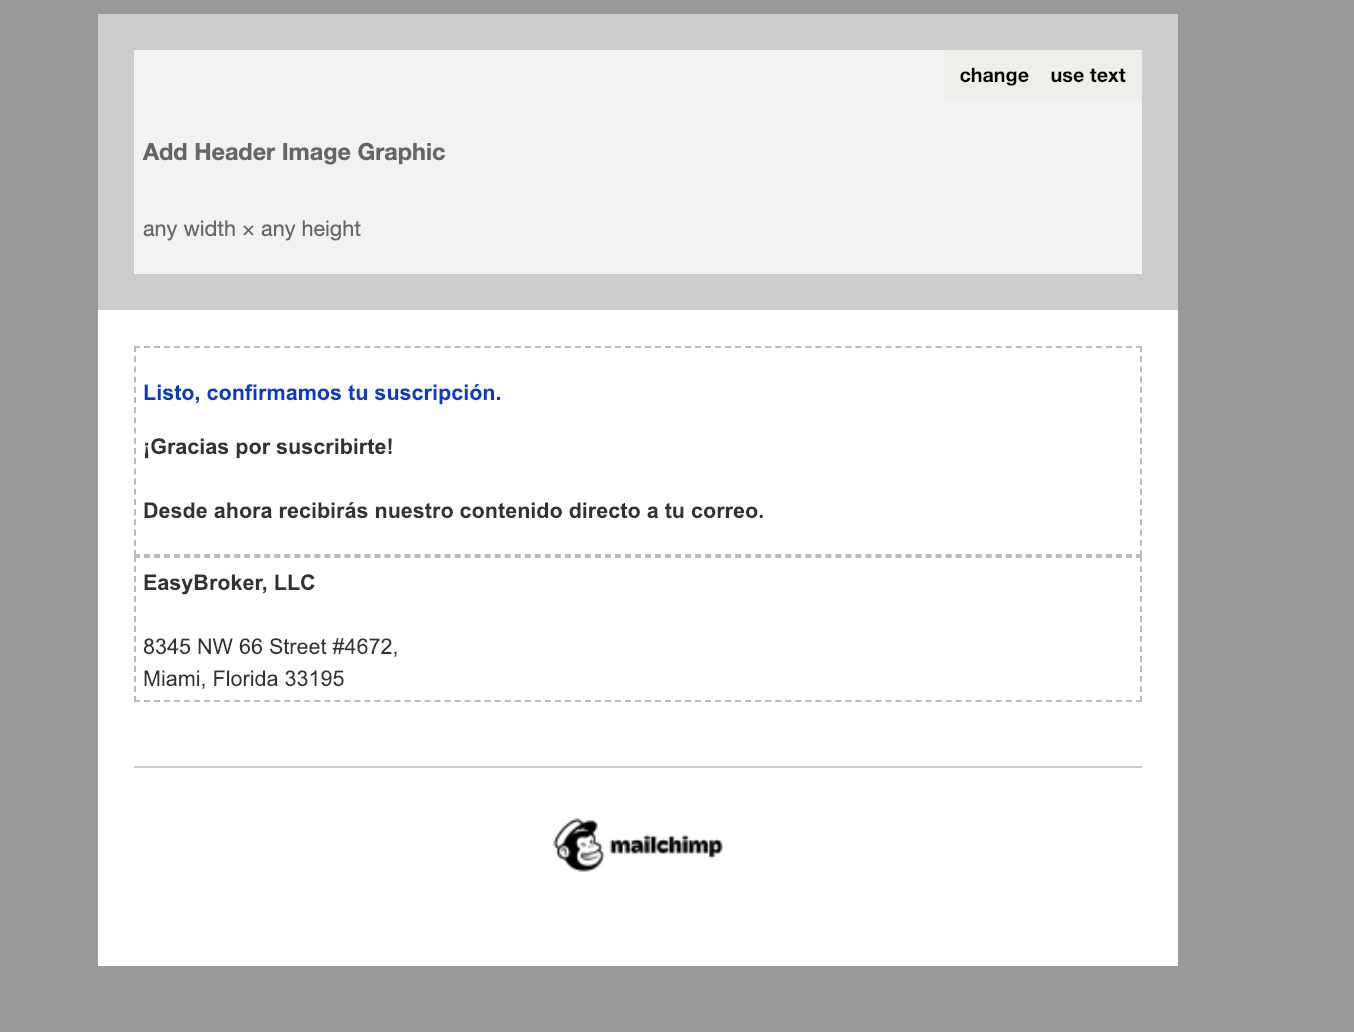 change use text
Add Header Image Graphic
any width × any height
Listo, confirmamos tu suscripción.
¡Gracias por suscribirte!
Desde ahora recibirás nuestro contenido directo a tu correo.
EasyBroker, LLC
8345 NW 66 Street #4672,
Miami, Florida 33195
mailchimp